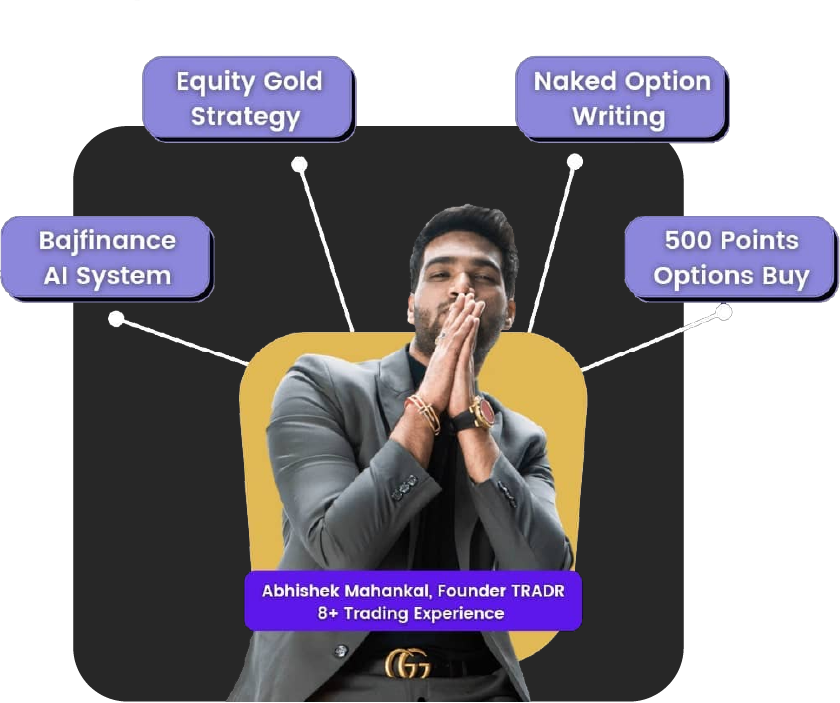 Equity Gold
Strategy
Naked Option
Writing
Bajfinance
AI System
500 Points
Options Buy
Abhishek Mahankal, Founder TRADR
8+ Trading Experience